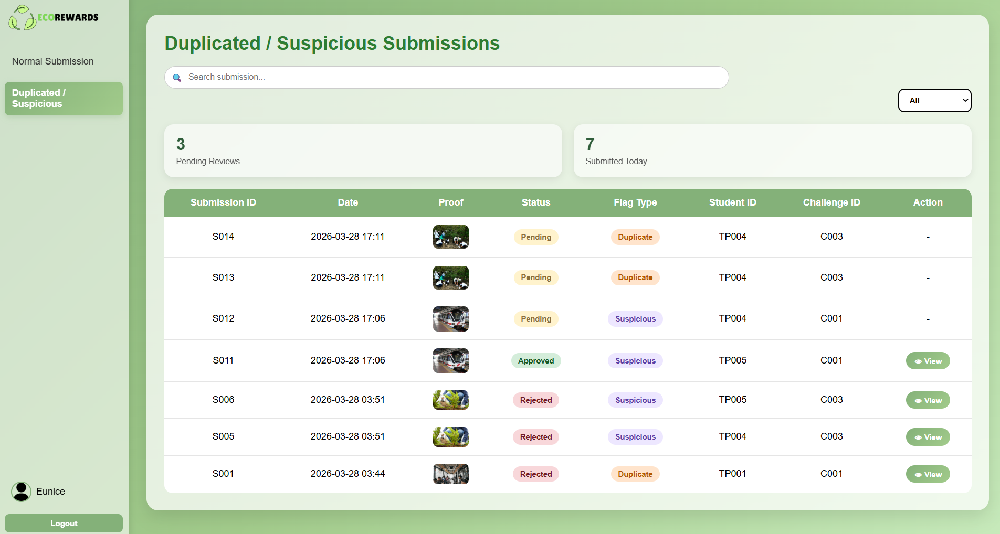 ECOREWARDS
Normal Submission
Duplicated /
Suspicious
Eunice
Logout
Duplicated / Suspicious Submissions
Search submission...
All
3
Pending Reviews
7
Submitted Today
Submission ID Date Proof Status Flag Type Student ID Challenge ID Action
S014 2026-03-28 17:11 Pending Duplicate TP004 C003 -
S013 2026-03-28 17:11 Pending Duplicate TP004 C003 -
S012 2026-03-28 17:06 Pending Suspicious TP004 C001 -
S011 2026-03-28 17:06 Approved Suspicious TP005 C001 View
S006 2026-03-28 03:51 Rejected Suspicious TP005 C003 View
S005 2026-03-28 03:51 Rejected Suspicious TP004 C003 View
S001 2026-03-28 03:44 Rejected Duplicate TP001 C001 View